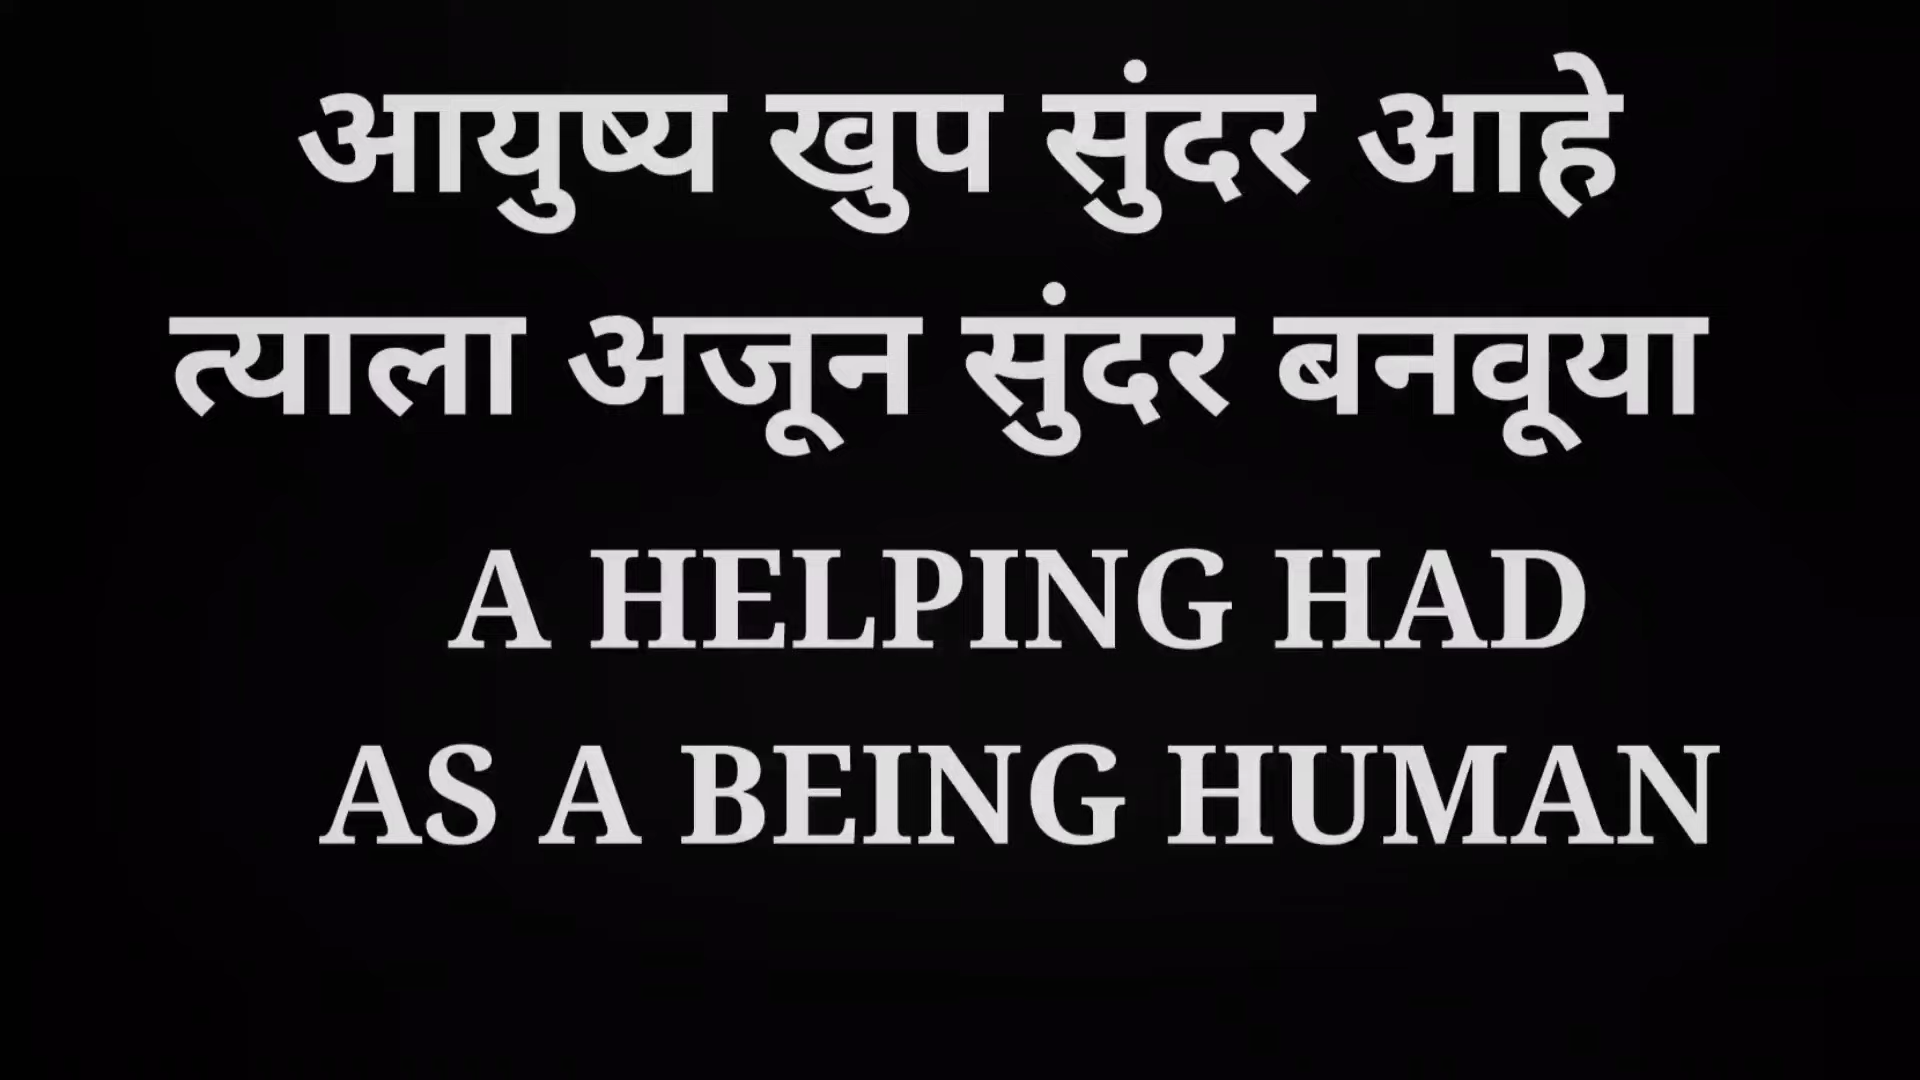 आयुष्य खुप सुंदर आहे
त्याला अजून सुंदर बनवूया
A HELPING HAD
AS A BEING HUMAN